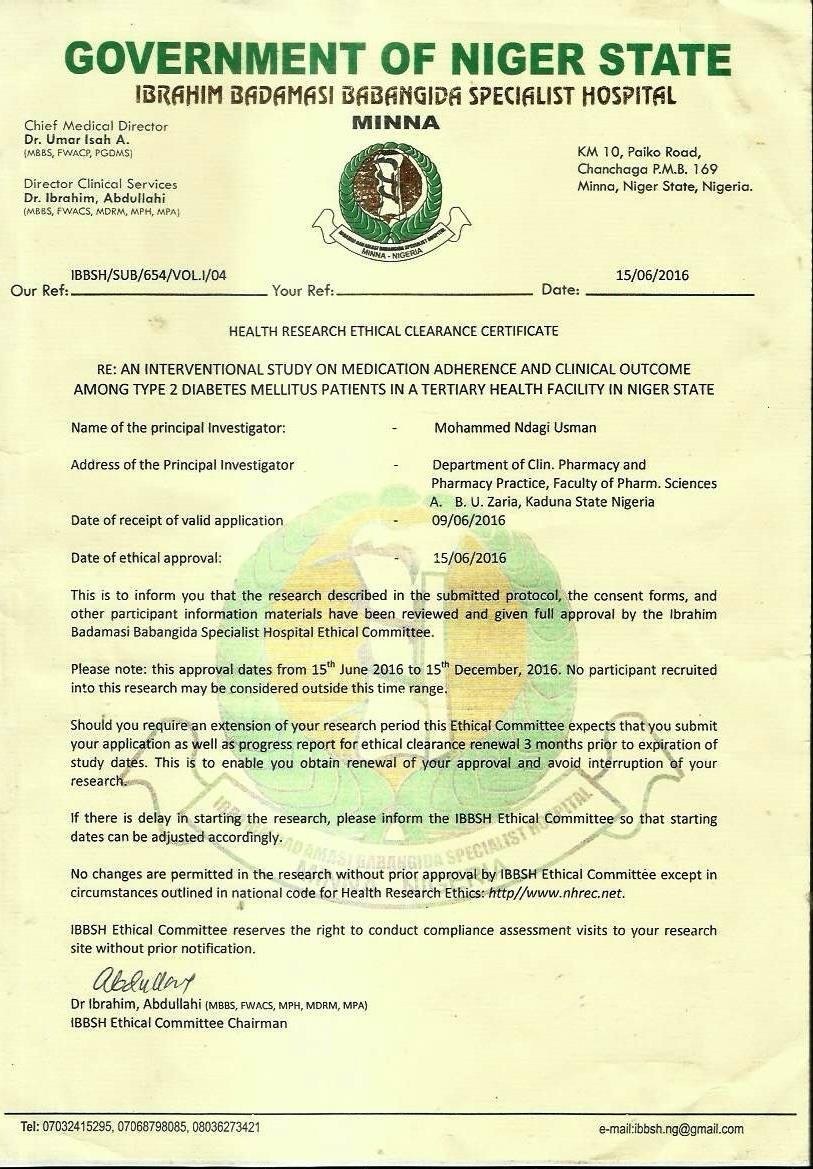 GOVERNMENT OF NIGER STATE
IBRAHIM BADAMASI BABANGIDA SPECIALIST HOSPITAL
MINNA
Chief Medical Director
Dr. Umar Isah A.
(MBBS, FWACP, PGDMS)
Director Clinical Services
Dr. Ibrahim, Abdullahi
(MBBS, FWACS, MDRM, MPH, MPA)
KM 10, Paiko Road,
Chanchaga P.M.B. 169
Minna, Niger State, Nigeria.
IBRAHIM BADAMASI BABANGIDA SPECIALIST HOSPITAL
MINNA - NIGERIA
Our Ref: IBBSH/SUB/654/VOL.I/04 Your Ref: Date: 15/06/2016
HEALTH RESEARCH ETHICAL CLEARANCE CERTIFICATE
RE: AN INTERVENTIONAL STUDY ON MEDICATION ADHERENCE AND CLINICAL OUTCOME
AMONG TYPE 2 DIABETES MELLITUS PATIENTS IN A TERTIARY HEALTH FACILITY IN NIGER STATE
Name of the principal Investigator: - Mohammed Ndagi Usman
Address of the Principal Investigator - Department of Clin. Pharmacy and
Pharmacy Practice, Faculty of Pharm. Sciences
A. B. U. Zaria, Kaduna State Nigeria
Date of receipt of valid application - 09/06/2016
Date of ethical approval: - 15/06/2016
This is to inform you that the research described in the submitted protocol, the consent forms, and
other participant information materials have been reviewed and given full approval by the Ibrahim
Badamasi Babangida Specialist Hospital Ethical Committee.
Please note: this approval dates from 15th June 2016 to 15th December, 2016. No participant recruited
into this research may be considered outside this time range.
Should you require an extension of your research period this Ethical Committee expects that you submit
your application as well as progress report for ethical clearance renewal 3 months prior to expiration of
study dates. This is to enable you obtain renewal of your approval and avoid interruption of your
research.
If there is delay in starting the research, please inform the IBBSH Ethical Committee so that starting
dates can be adjusted accordingly.
No changes are permitted in the research without prior approval by IBBSH Ethical Committee except in
circumstances outlined in national code for Health Research Ethics: http//www.nhrec.net.
IBBSH Ethical Committee reserves the right to conduct compliance assessment visits to your research
site without prior notification.
Abdullahi
Dr Ibrahim, Abdullahi (MBBS, FWACS, MPH, MDRM, MPA)
IBBSH Ethical Committee Chairman
Tel: 07032415295, 07068798085, 08036273421
e-mail:ibbsh.ng@gmail.com